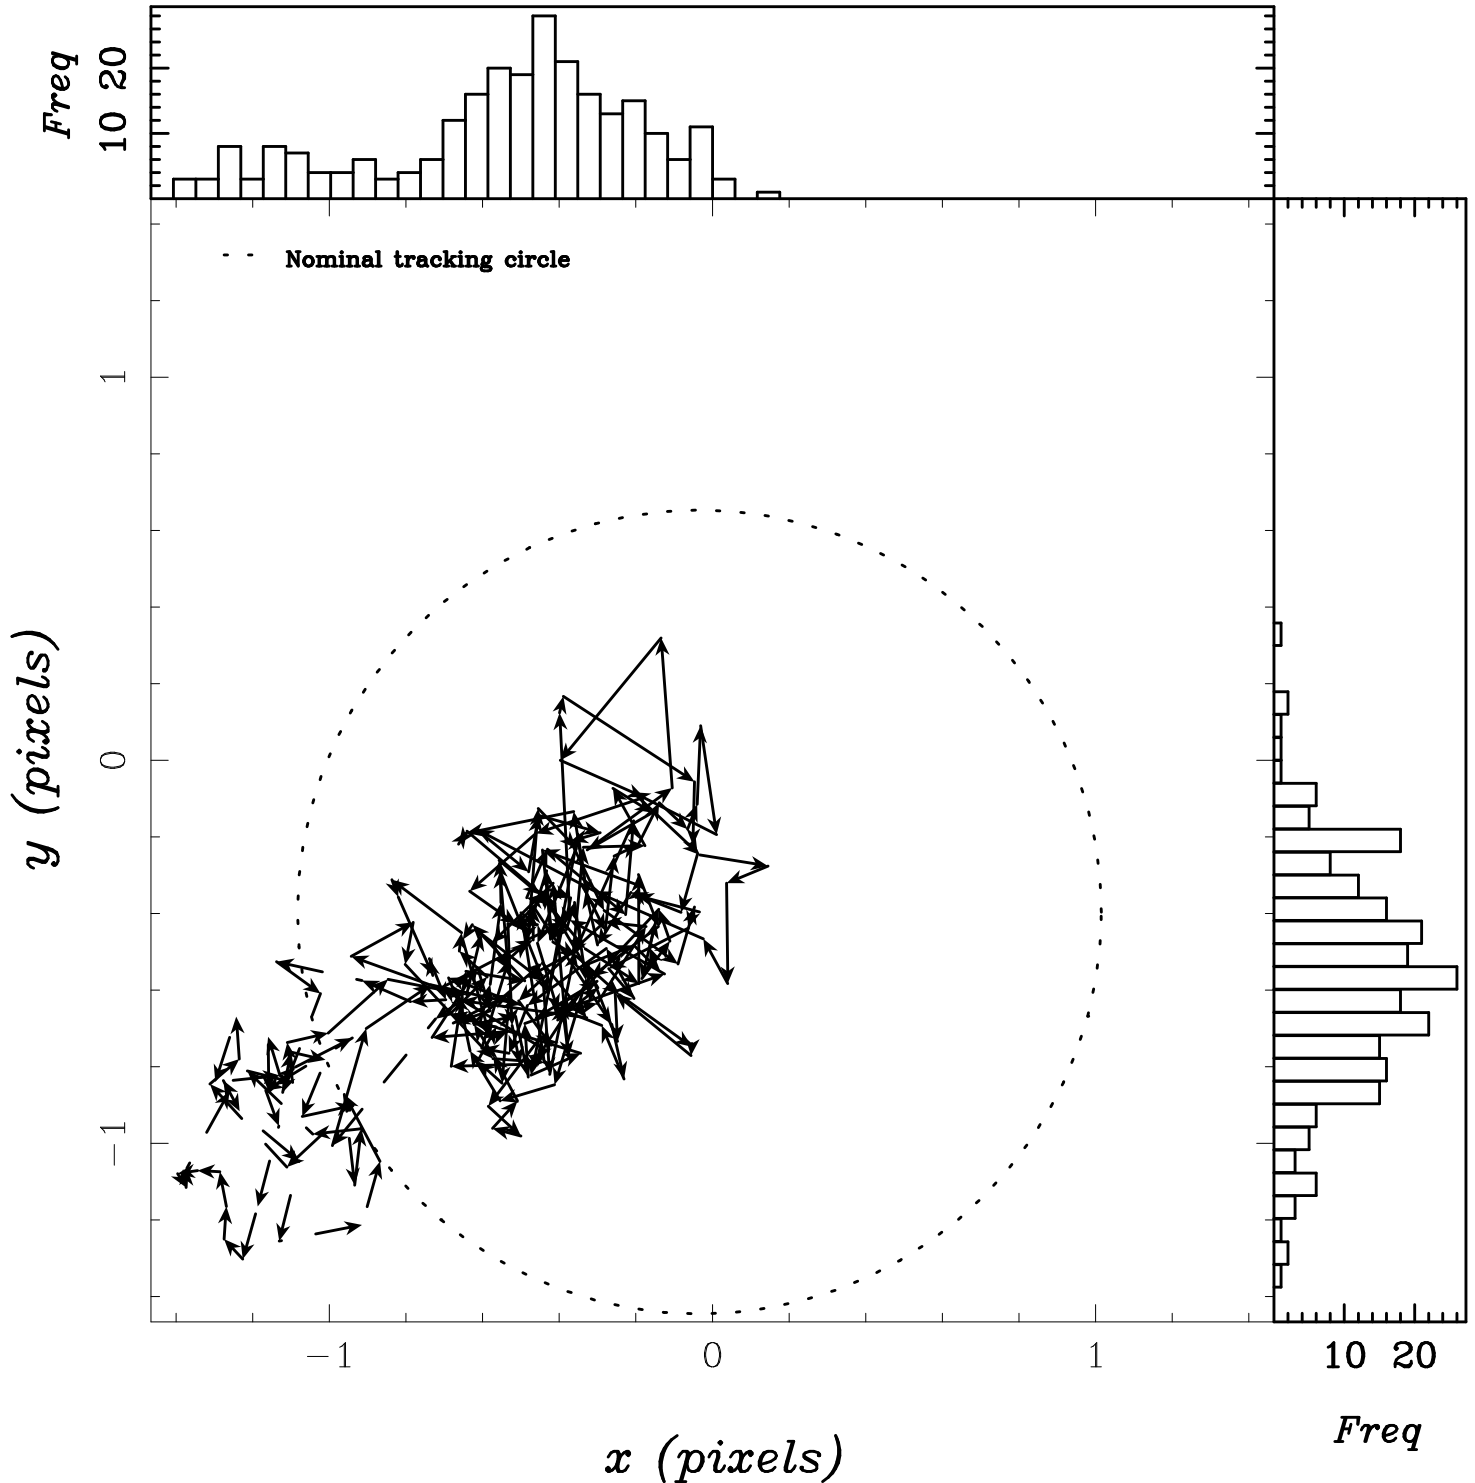 Freq
10 20
Nominal tracking circle
1
0
−1
y (pixels)
−1 0 1
x (pixels)
10 20
Freq